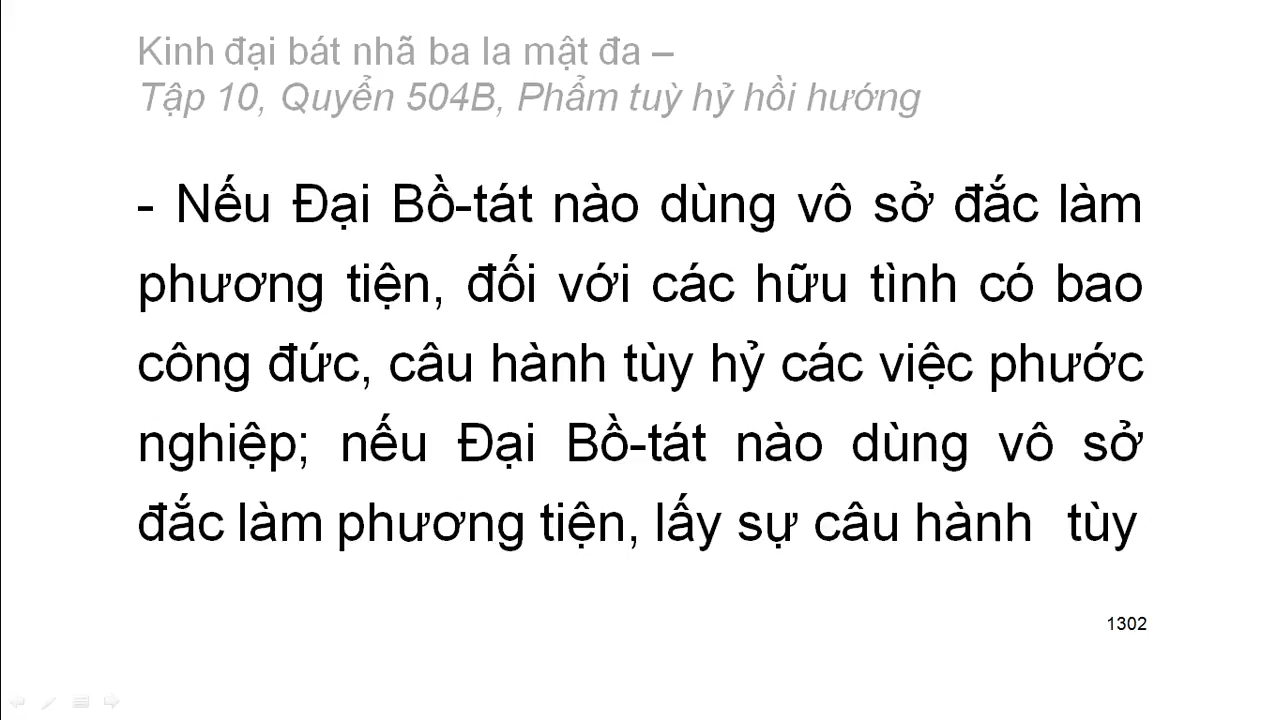 Kinh đại bát nhã ba la mật đa –
Tập 10, Quyển 504B, Phẩm tuỳ hỷ hồi hướng
- Nếu Đại Bồ-tát nào dùng vô sở đắc làm
phương tiện, đối với các hữu tình có bao
công đức, câu hành tùy hỷ các việc phước
nghiệp; nếu Đại Bồ-tát nào dùng vô sở
đắc làm phương tiện, lấy sự câu hành tùy
1302